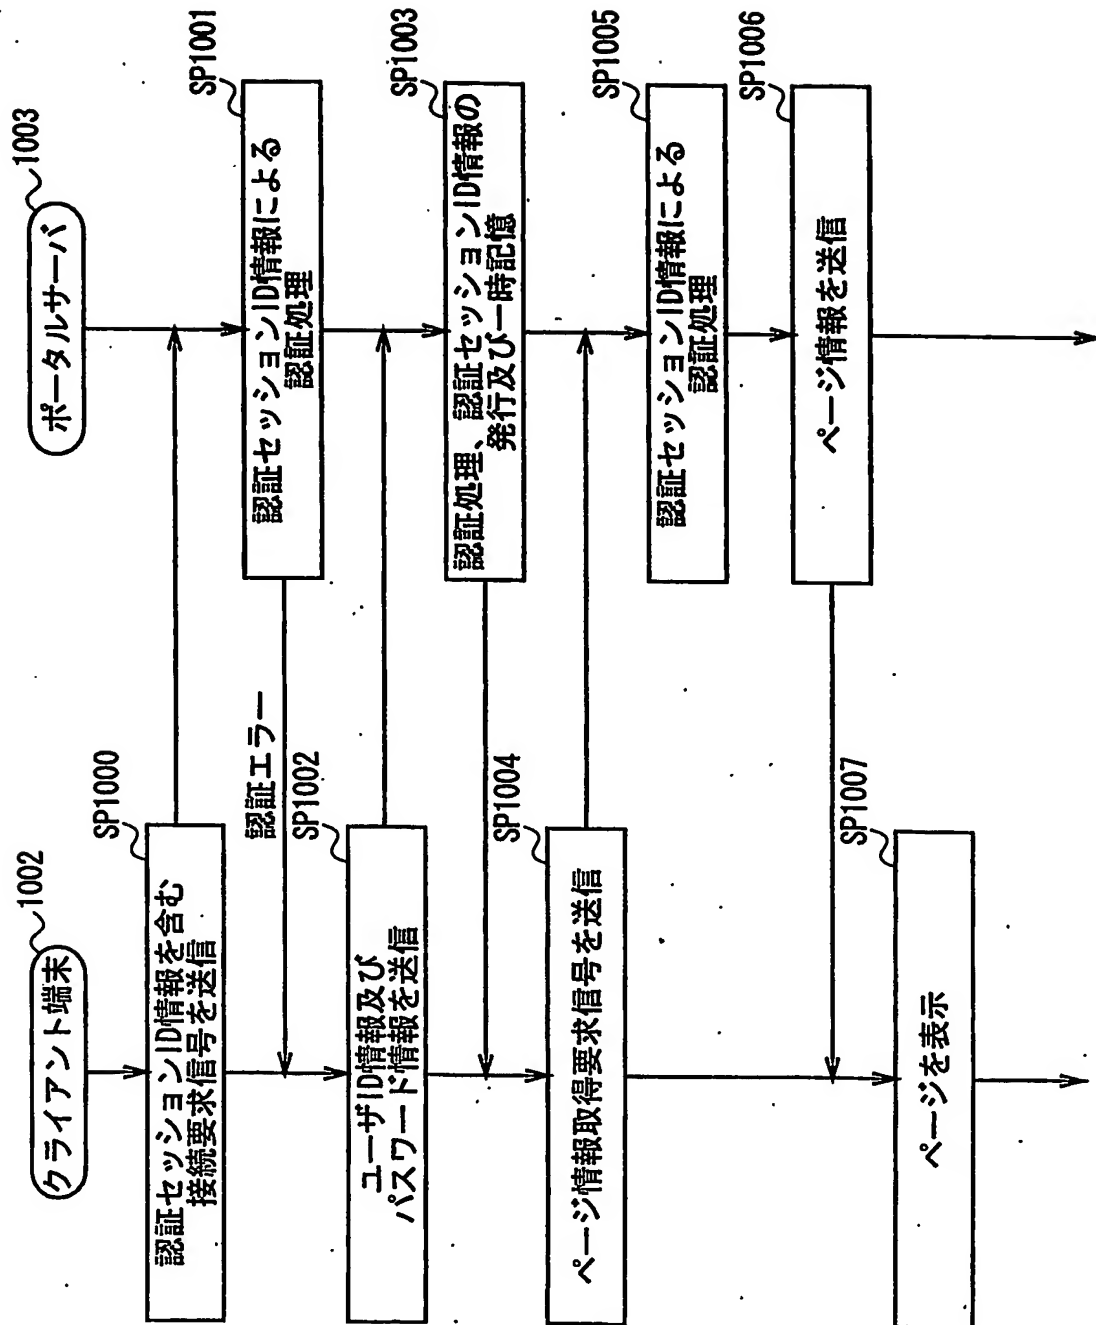 クライアント端末
1002
ポータルサーバ
1003
SP1000
認証セッションID情報を含む
接続要求信号を送信
SP1001
認証セッションID情報による
認証処理
認証エラー
SP1002
ユーザID情報及び
パスワード情報を送信
SP1003
認証処理、認証セッションID情報の
発行及び一時記憶
SP1004
ページ情報取得要求信号を送信
SP1005
認証セッションID情報による
認証処理
SP1006
ページ情報を送信
SP1007
ページを表示